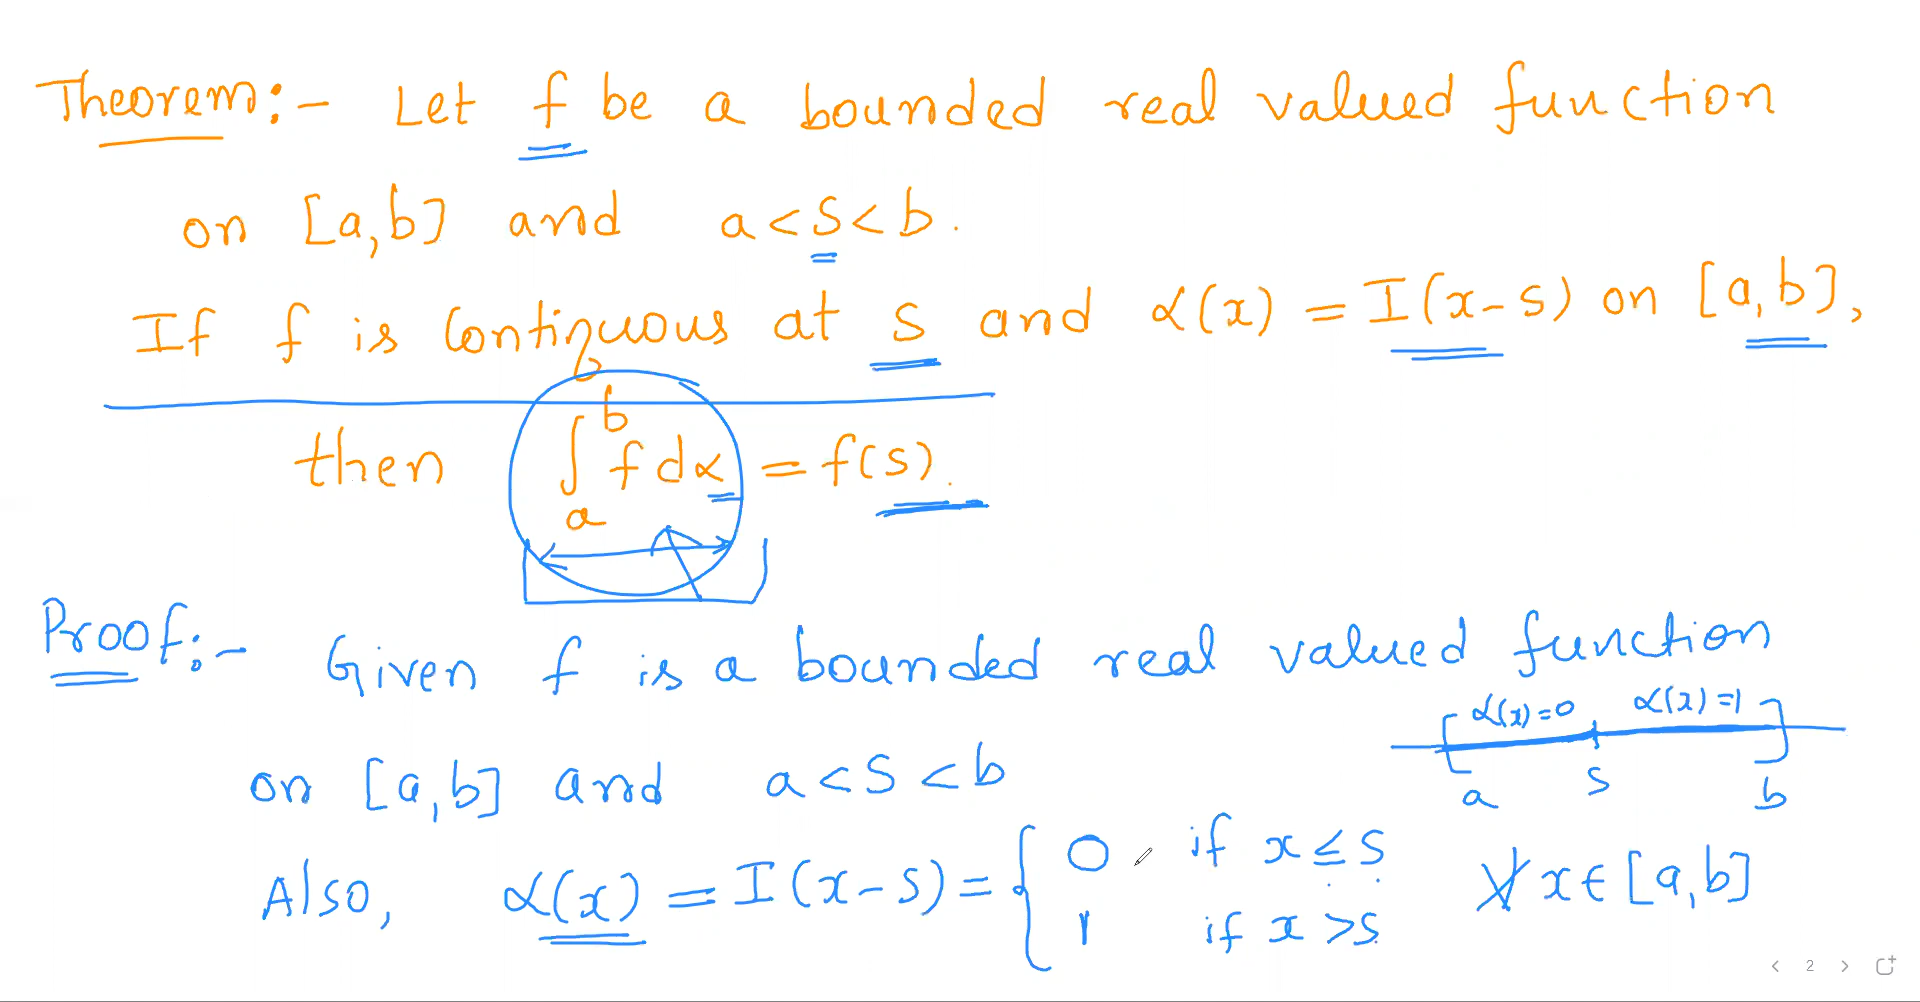 Theorem:- Let f be a bounded real valued function
on [a,b] and a<s<b.
If f is continuous at s and α(x) = I(x-s) on [a,b],
then ∫_a^b f dα = f(s).
Proof:- Given f is a bounded real valued function
α(x)=0 α(x)=1
on [a,b] and a<s<b
a s b
Also, α(x) = I(x-s) = { 0 if x≤s ∀ x∈[a,b]
1 if x>s
< 2 >